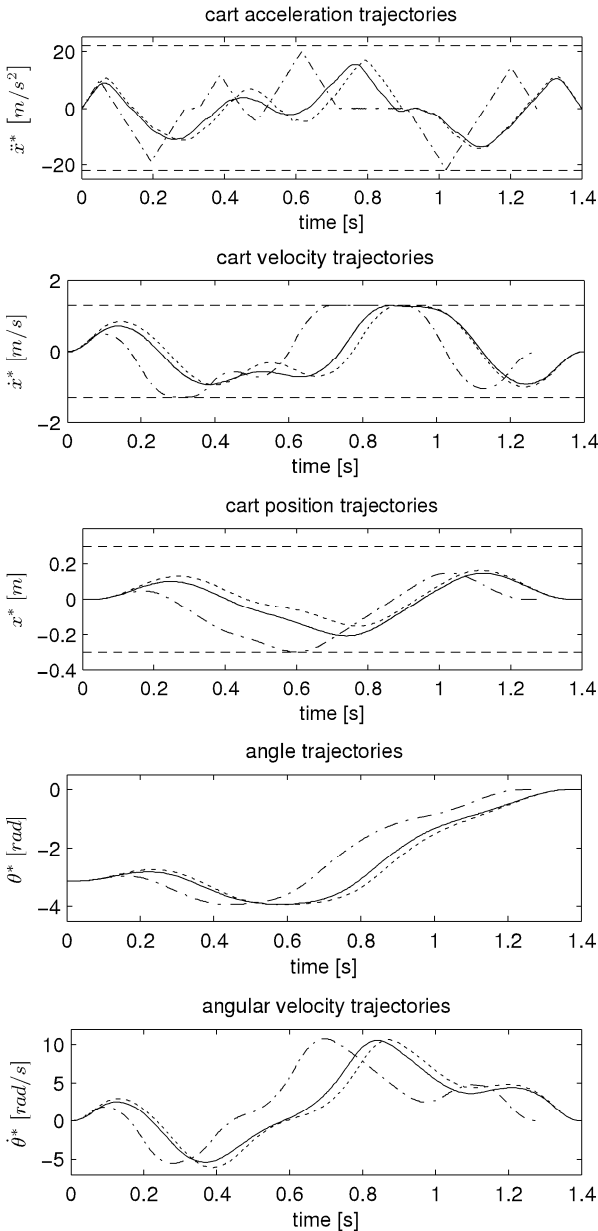 cart acceleration trajectories
ẍ* [m/s²]
20
0
−20
0 0.2 0.4 0.6 0.8 1 1.2 1.4
time [s]
cart velocity trajectories
ẋ* [m/s]
2
0
−2
0 0.2 0.4 0.6 0.8 1 1.2 1.4
time [s]
cart position trajectories
x* [m]
0.2
0
−0.2
−0.4
0 0.2 0.4 0.6 0.8 1 1.2 1.4
time [s]
angle trajectories
θ* [rad]
0
−2
−4
0 0.2 0.4 0.6 0.8 1 1.2 1.4
time [s]
angular velocity trajectories
θ̇* [rad/s]
10
5
0
−5
0 0.2 0.4 0.6 0.8 1 1.2 1.4
time [s]